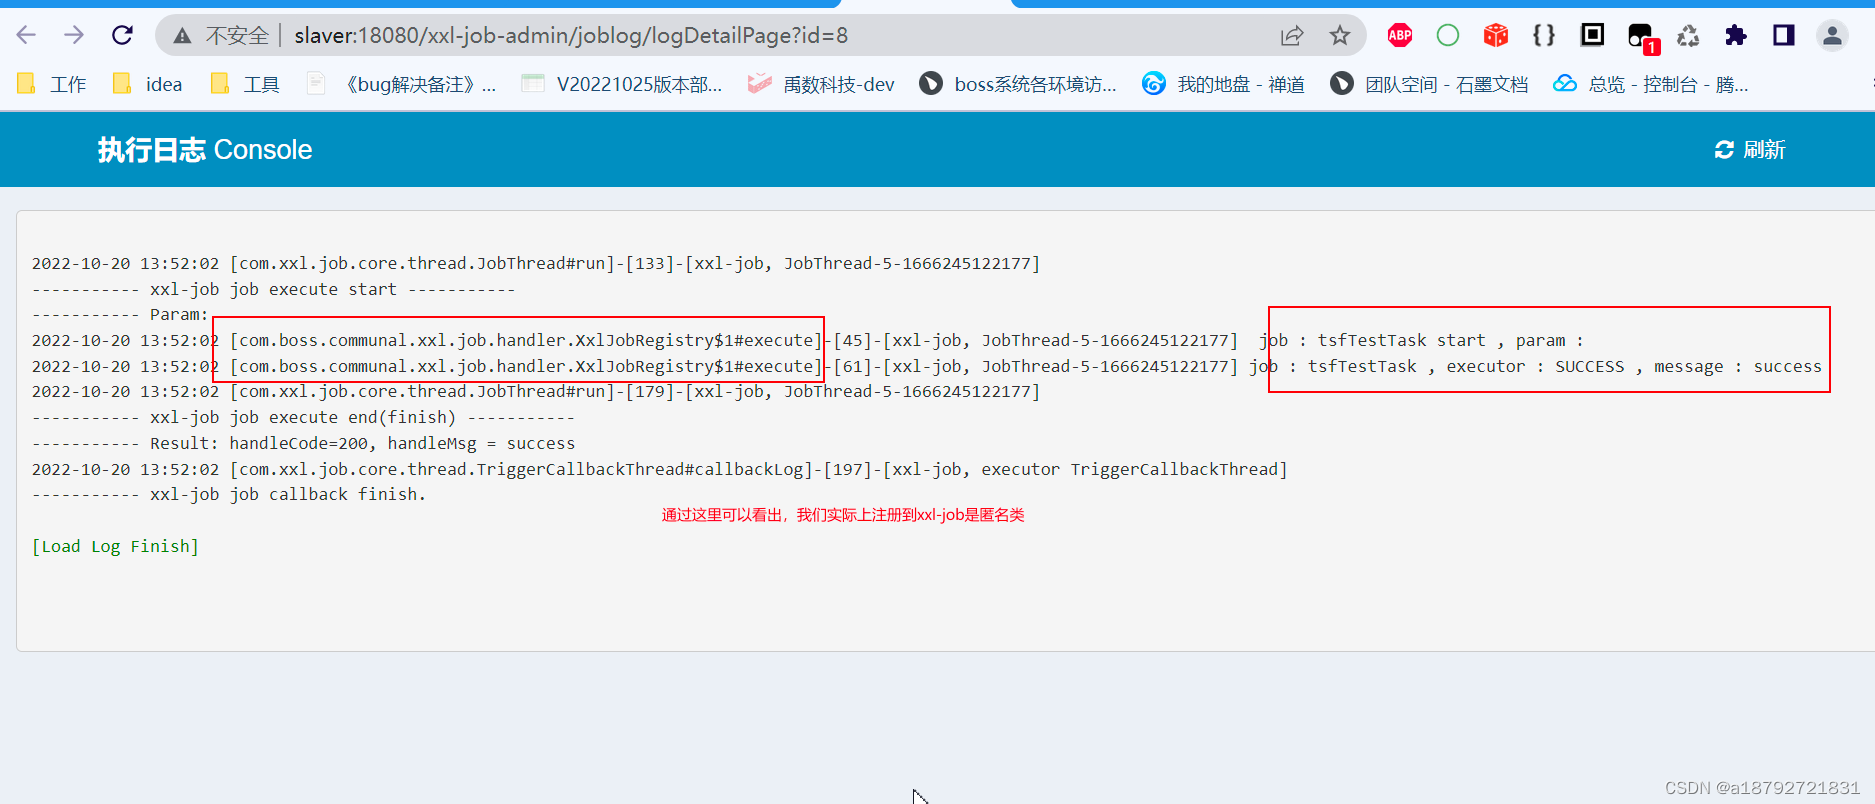 不安全 slaver:18080/xxl-job-admin/joblog/logDetailPage?id=8
ABP
1
工作 idea 工具 《bug解决备注》... V20221025版本部... 禹数科技-dev boss系统各环境访... 我的地盘 - 禅道 团队空间 - 石墨文档 总览 - 控制台 - 腾...
执行日志 Console 刷新
2022-10-20 13:52:02 [com.xxl.job.core.thread.JobThread#run]-[133]-[xxl-job, JobThread-5-1666245122177]
----------- xxl-job job execute start -----------
----------- Param:
2022-10-20 13:52:02 [com.boss.communal.xxl.job.handler.XxlJobRegistry$1#execute]-[45]-[xxl-job, JobThread-5-1666245122177]  job : tsfTestTask start , param :
2022-10-20 13:52:02 [com.boss.communal.xxl.job.handler.XxlJobRegistry$1#execute]-[61]-[xxl-job, JobThread-5-1666245122177] job : tsfTestTask , executor : SUCCESS , message : success
2022-10-20 13:52:02 [com.xxl.job.core.thread.JobThread#run]-[179]-[xxl-job, JobThread-5-1666245122177]
----------- xxl-job job execute end(finish) -----------
----------- Result: handleCode=200, handleMsg = success
2022-10-20 13:52:02 [com.xxl.job.core.thread.TriggerCallbackThread#callbackLog]-[197]-[xxl-job, executor TriggerCallbackThread]
----------- xxl-job job callback finish.
通过这里可以看出，我们实际上注册到xxl-job是匿名类
[Load Log Finish]
CSDN @a18792721831